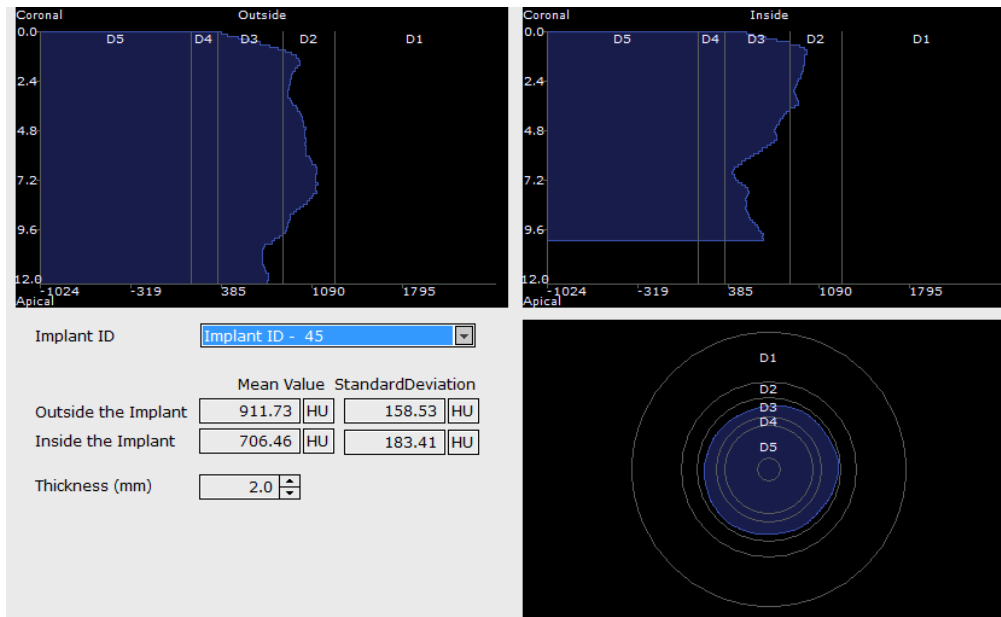 Coronal Outside
0.0 D5 D4 D3 D2 D1
2.4
4.8
7.2
9.6
12.0
-1024 -319 385 1090 1795
Apical
Coronal Inside
0.0 D5 D4 D3 D2 D1
2.4
4.8
7.2
9.6
12.0
-1024 -319 385 1090 1795
Apical
Implant ID Implant ID - 45
Mean Value StandardDeviation
Outside the Implant 911.73 HU 158.53 HU
Inside the Implant 706.46 HU 183.41 HU
Thickness (mm) 2.0
D1
D2
D3
D4
D5